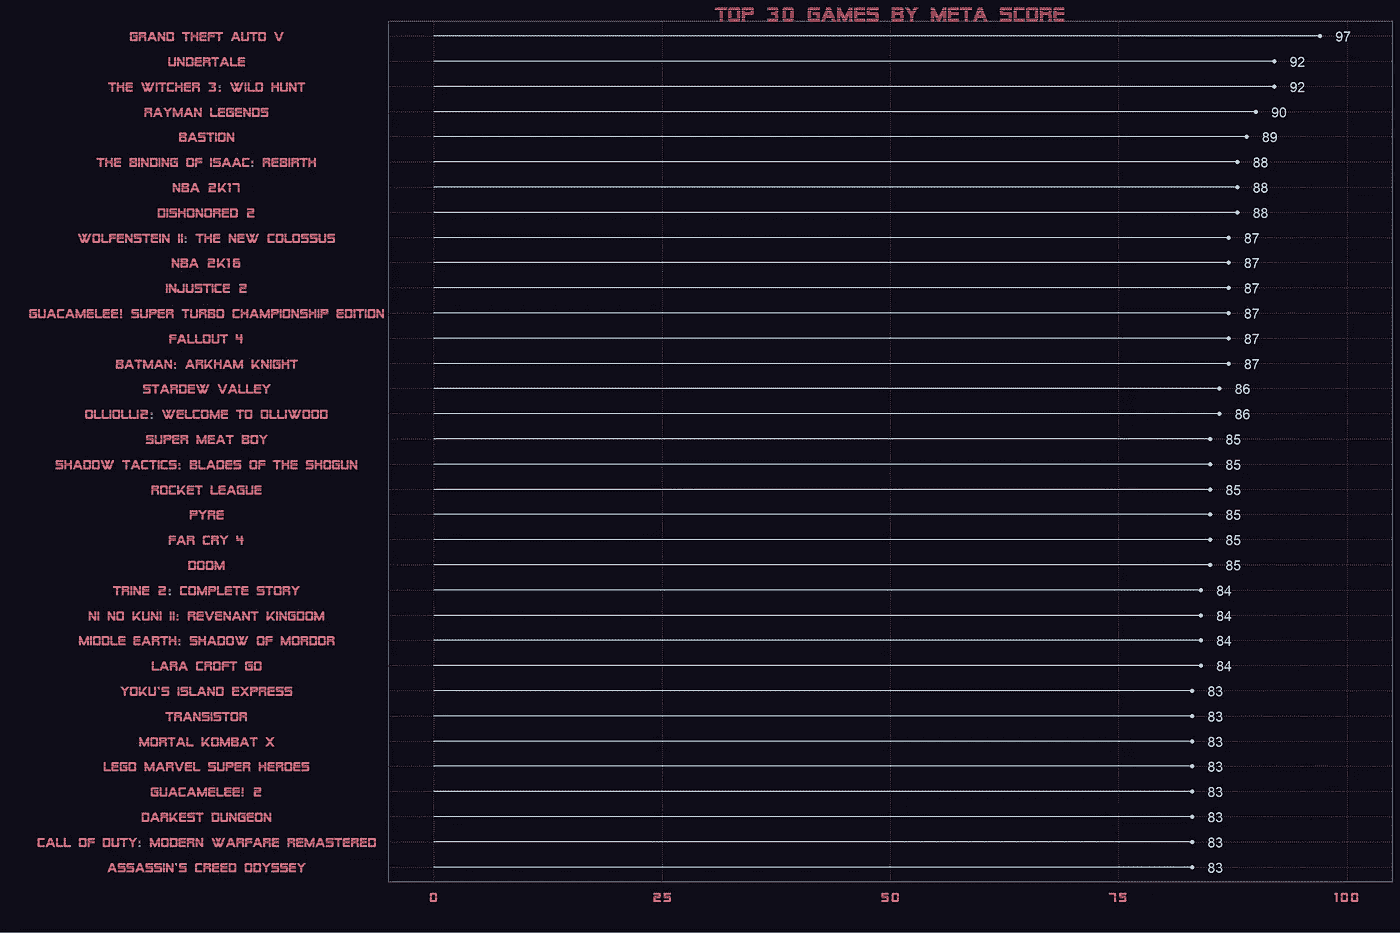 TOP 30 GAMES BY META SCORE
GRAND THEFT AUTO V 97
UNDERTALE 92
THE WITCHER 3: WILD HUNT 92
RAYMAN LEGENDS 90
BASTION 89
THE BINDING OF ISAAC: REBIRTH 88
NBA 2K17 88
DISHONORED 2 88
WOLFENSTEIN II: THE NEW COLOSSUS 87
NBA 2K16 87
INJUSTICE 2 87
GUACAMELEE! SUPER TURBO CHAMPIONSHIP EDITION 87
FALLOUT 4 87
BATMAN: ARKHAM KNIGHT 87
STARDEW VALLEY 86
OLLIOLLI2: WELCOME TO OLLIWOOD 86
SUPER MEAT BOY 85
SHADOW TACTICS: BLADES OF THE SHOGUN 85
ROCKET LEAGUE 85
PYRE 85
FAR CRY 4 85
DOOM 85
TRINE 2: COMPLETE STORY 84
NI NO KUNI II: REVENANT KINGDOM 84
MIDDLE EARTH: SHADOW OF MORDOR 84
LARA CROFT GO 84
YOKU'S ISLAND EXPRESS 83
TRANSISTOR 83
MORTAL KOMBAT X 83
LEGO MARVEL SUPER HEROES 83
GUACAMELEE! 2 83
DARKEST DUNGEON 83
CALL OF DUTY: MODERN WARFARE REMASTERED 83
ASSASSIN'S CREED ODYSSEY 83
0 25 50 75 100